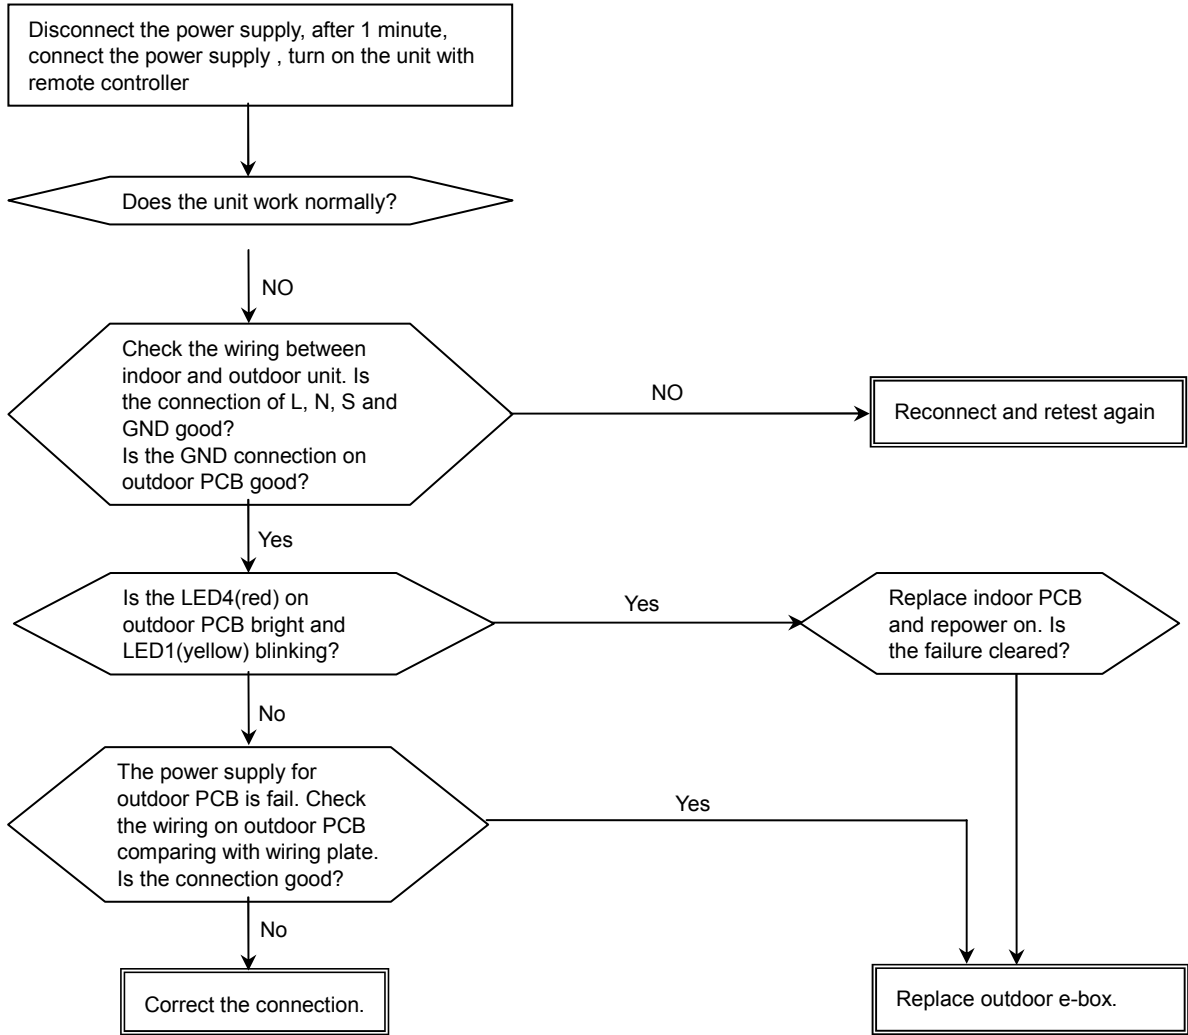 Disconnect the power supply, after 1 minute,
connect the power supply , turn on the unit with
remote controller
Does the unit work normally?
NO
Check the wiring between
indoor and outdoor unit. Is
the connection of L, N, S and
GND good?
Is the GND connection on
outdoor PCB good?
NO
Reconnect and retest again
Yes
Is the LED4(red) on
outdoor PCB bright and
LED1(yellow) blinking?
Yes
Replace indoor PCB
and repower on. Is
the failure cleared?
No
The power supply for
outdoor PCB is fail. Check
the wiring on outdoor PCB
comparing with wiring plate.
Is the connection good?
Yes
No
Correct the connection.
Replace outdoor e-box.